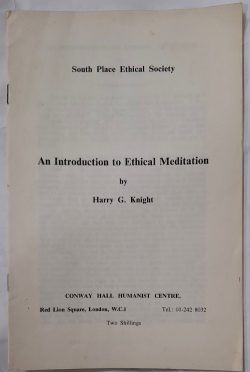 South Place Ethical Society
An Introduction to Ethical Meditation
by
Harry G. Knight
CONWAY HALL HUMANIST CENTRE,
Red Lion Square, London, W.C.1 Tel: 01-242 8032
Two Shillings